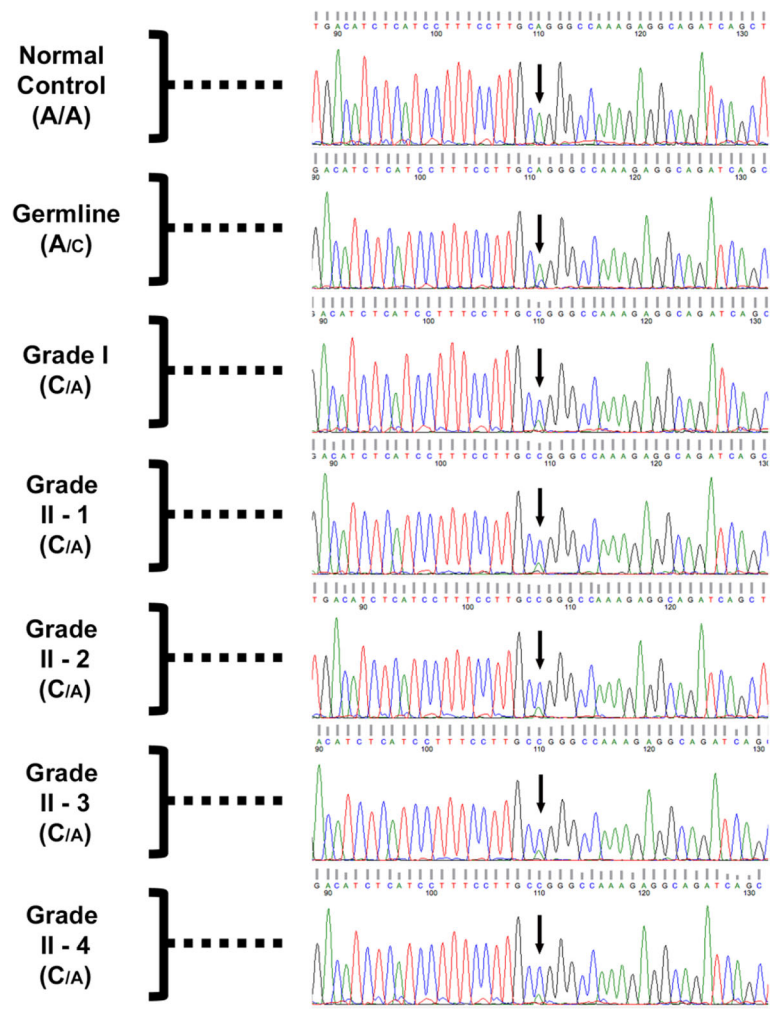 TGACATCTCATCCTTTCCTTGCAGGGCCAAAGAGGCAGATCAGCT
90 100 110 120 130
Normal
Control
(A/A)
GACATCTCATCCTTTCCTTGCAGGGCCAAAGAGGCAGATCAGC
90 100 110 120 130
Germline
(A/C)
GACATCTCATCCTTTCCTTGCCGGGCCAAAGAGGCAGATCAGC
90 100 110 120 130
Grade I
(C/A)
GACATCTCATCCTTTCCTTGCCGGGCCAAAGAGGCAGATCAGC
90 100 110 120 130
Grade
II - 1
(C/A)
TGACATCTCATCCTTTCCTTGCCGGGCCAAAGAGGCAGATCAGCT
90 100 110 120
Grade
II - 2
(C/A)
ACATCTCATCCTTTCCTTGCCGGGCCAAAGAGGCAGATCAGC
90 100 110 120 130
Grade
II - 3
(C/A)
GACATCTCATCCTTTCCTTGCCGGGCCAAAGAGGCAGATCAGC
90 100 110 120 130
Grade
II - 4
(C/A)